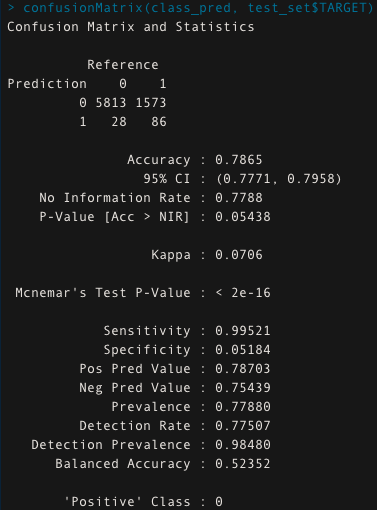 > confusionMatrix(class_pred, test_set$TARGET)
Confusion Matrix and Statistics

          Reference
Prediction    0    1
         0 5813 1573
         1   28   86

               Accuracy : 0.7865
                 95% CI : (0.7771, 0.7958)
    No Information Rate : 0.7788
    P-Value [Acc > NIR] : 0.05438

                  Kappa : 0.0706

 Mcnemar's Test P-Value : < 2e-16

            Sensitivity : 0.99521
            Specificity : 0.05184
         Pos Pred Value : 0.78703
         Neg Pred Value : 0.75439
             Prevalence : 0.77880
         Detection Rate : 0.77507
   Detection Prevalence : 0.98480
      Balanced Accuracy : 0.52352

       'Positive' Class : 0